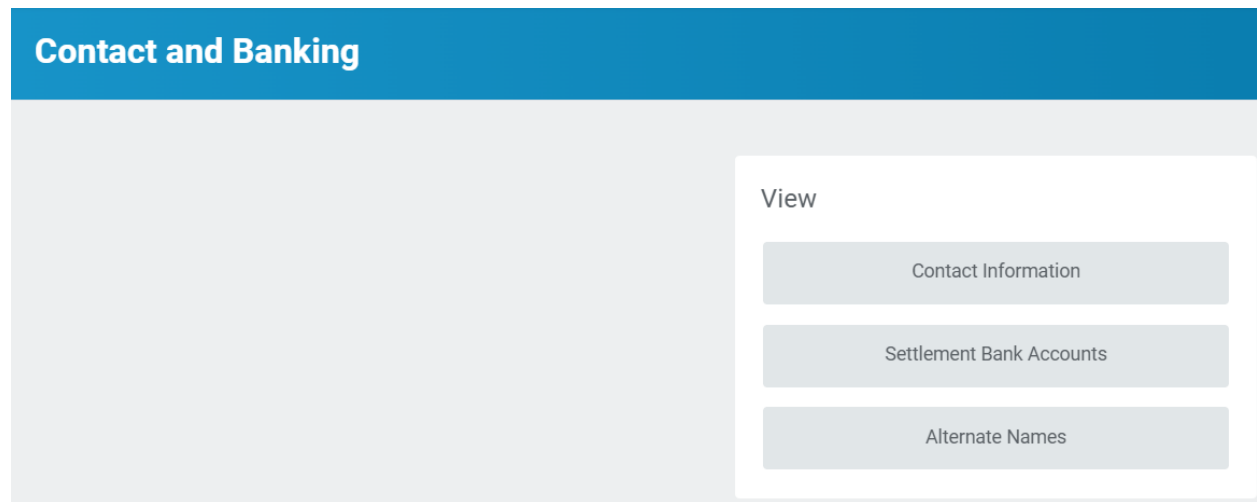 Contact and Banking
View
Contact Information
Settlement Bank Accounts
Alternate Names